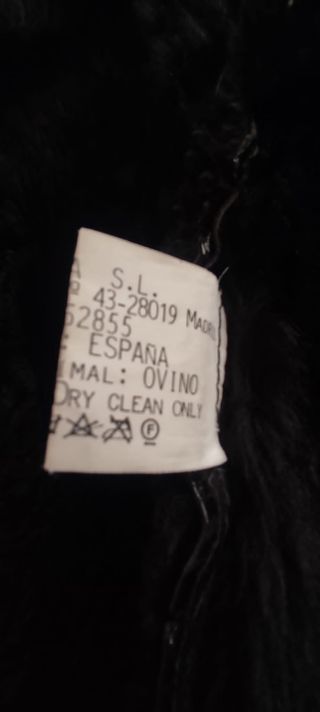 A S.L.
43-28019 MADRI
52855
: ESPAÑA
MAL: OVINO
DRY CLEAN ONLY
F